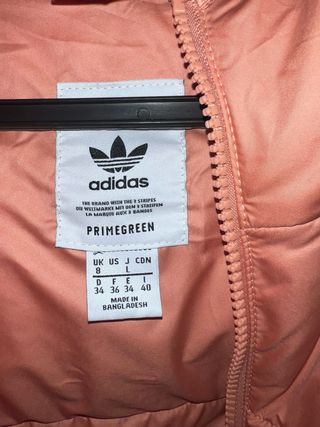 adidas
THE BRAND WITH THE 3 STRIPES
DIE WELTMARKE MIT DEN 3 STREIFEN
LA MARQUE AUX 3 BANDES
PRIMEGREEN
UK US J CDN
8 L
D F E I
34 36 34 40
MADE IN
BANGLADESH